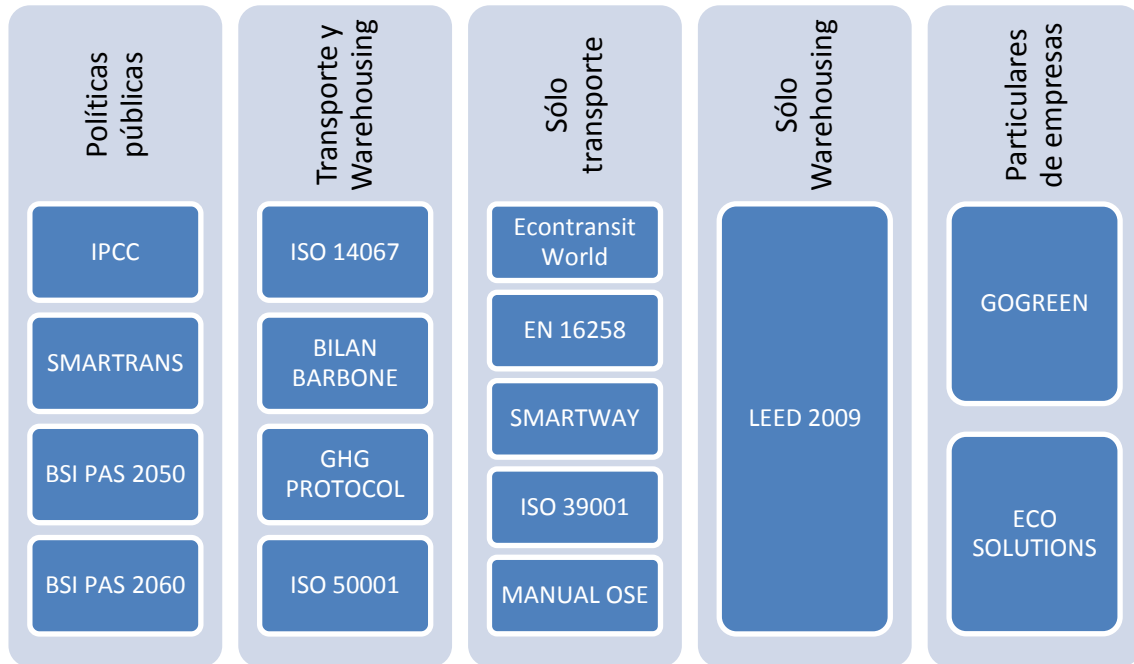 Políticas
públicas
IPCC
SMARTRANS
BSI PAS 2050
BSI PAS 2060
Transporte y
Warehousing
ISO 14067
BILAN
BARBONE
GHG
PROTOCOL
ISO 50001
Sólo
transporte
Econtransit
World
EN 16258
SMARTWAY
ISO 39001
MANUAL OSE
Sólo
Warehousing
LEED 2009
Particulares
de empresas
GOGREEN
ECO
SOLUTIONS